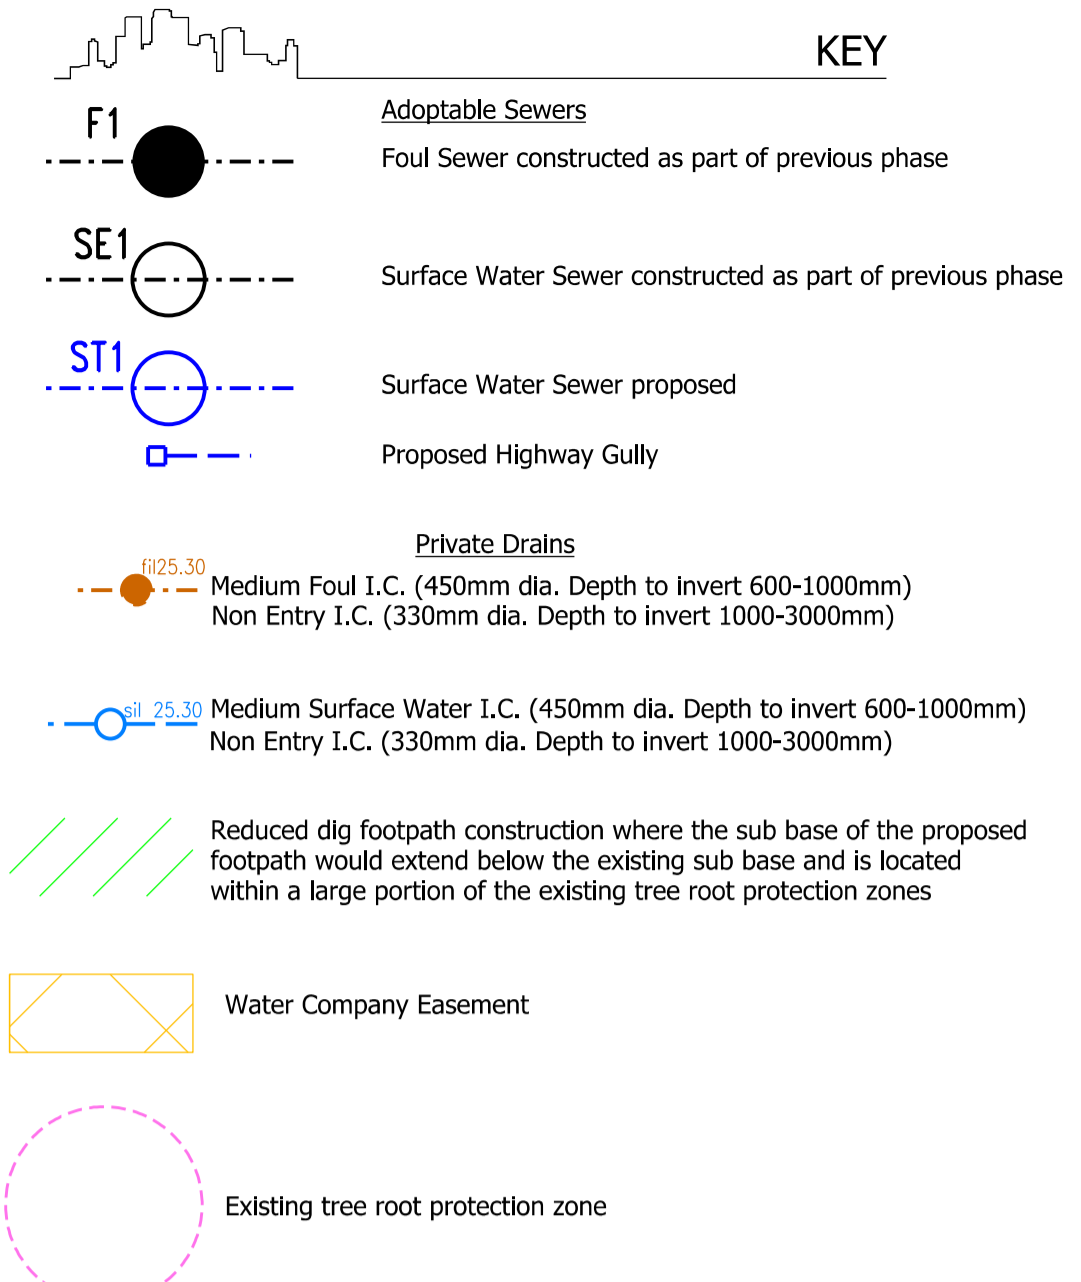 KEY
Adoptable Sewers
F1
Foul Sewer constructed as part of previous phase
SE1
Surface Water Sewer constructed as part of previous phase
ST1
Surface Water Sewer proposed
Proposed Highway Gully
Private Drains
fil25.30
Medium Foul I.C. (450mm dia. Depth to invert 600-1000mm)
Non Entry I.C. (330mm dia. Depth to invert 1000-3000mm)
sil 25.30
Medium Surface Water I.C. (450mm dia. Depth to invert 600-1000mm)
Non Entry I.C. (330mm dia. Depth to invert 1000-3000mm)
Reduced dig footpath construction where the sub base of the proposed
footpath would extend below the existing sub base and is located
within a large portion of the existing tree root protection zones
Water Company Easement
Existing tree root protection zone